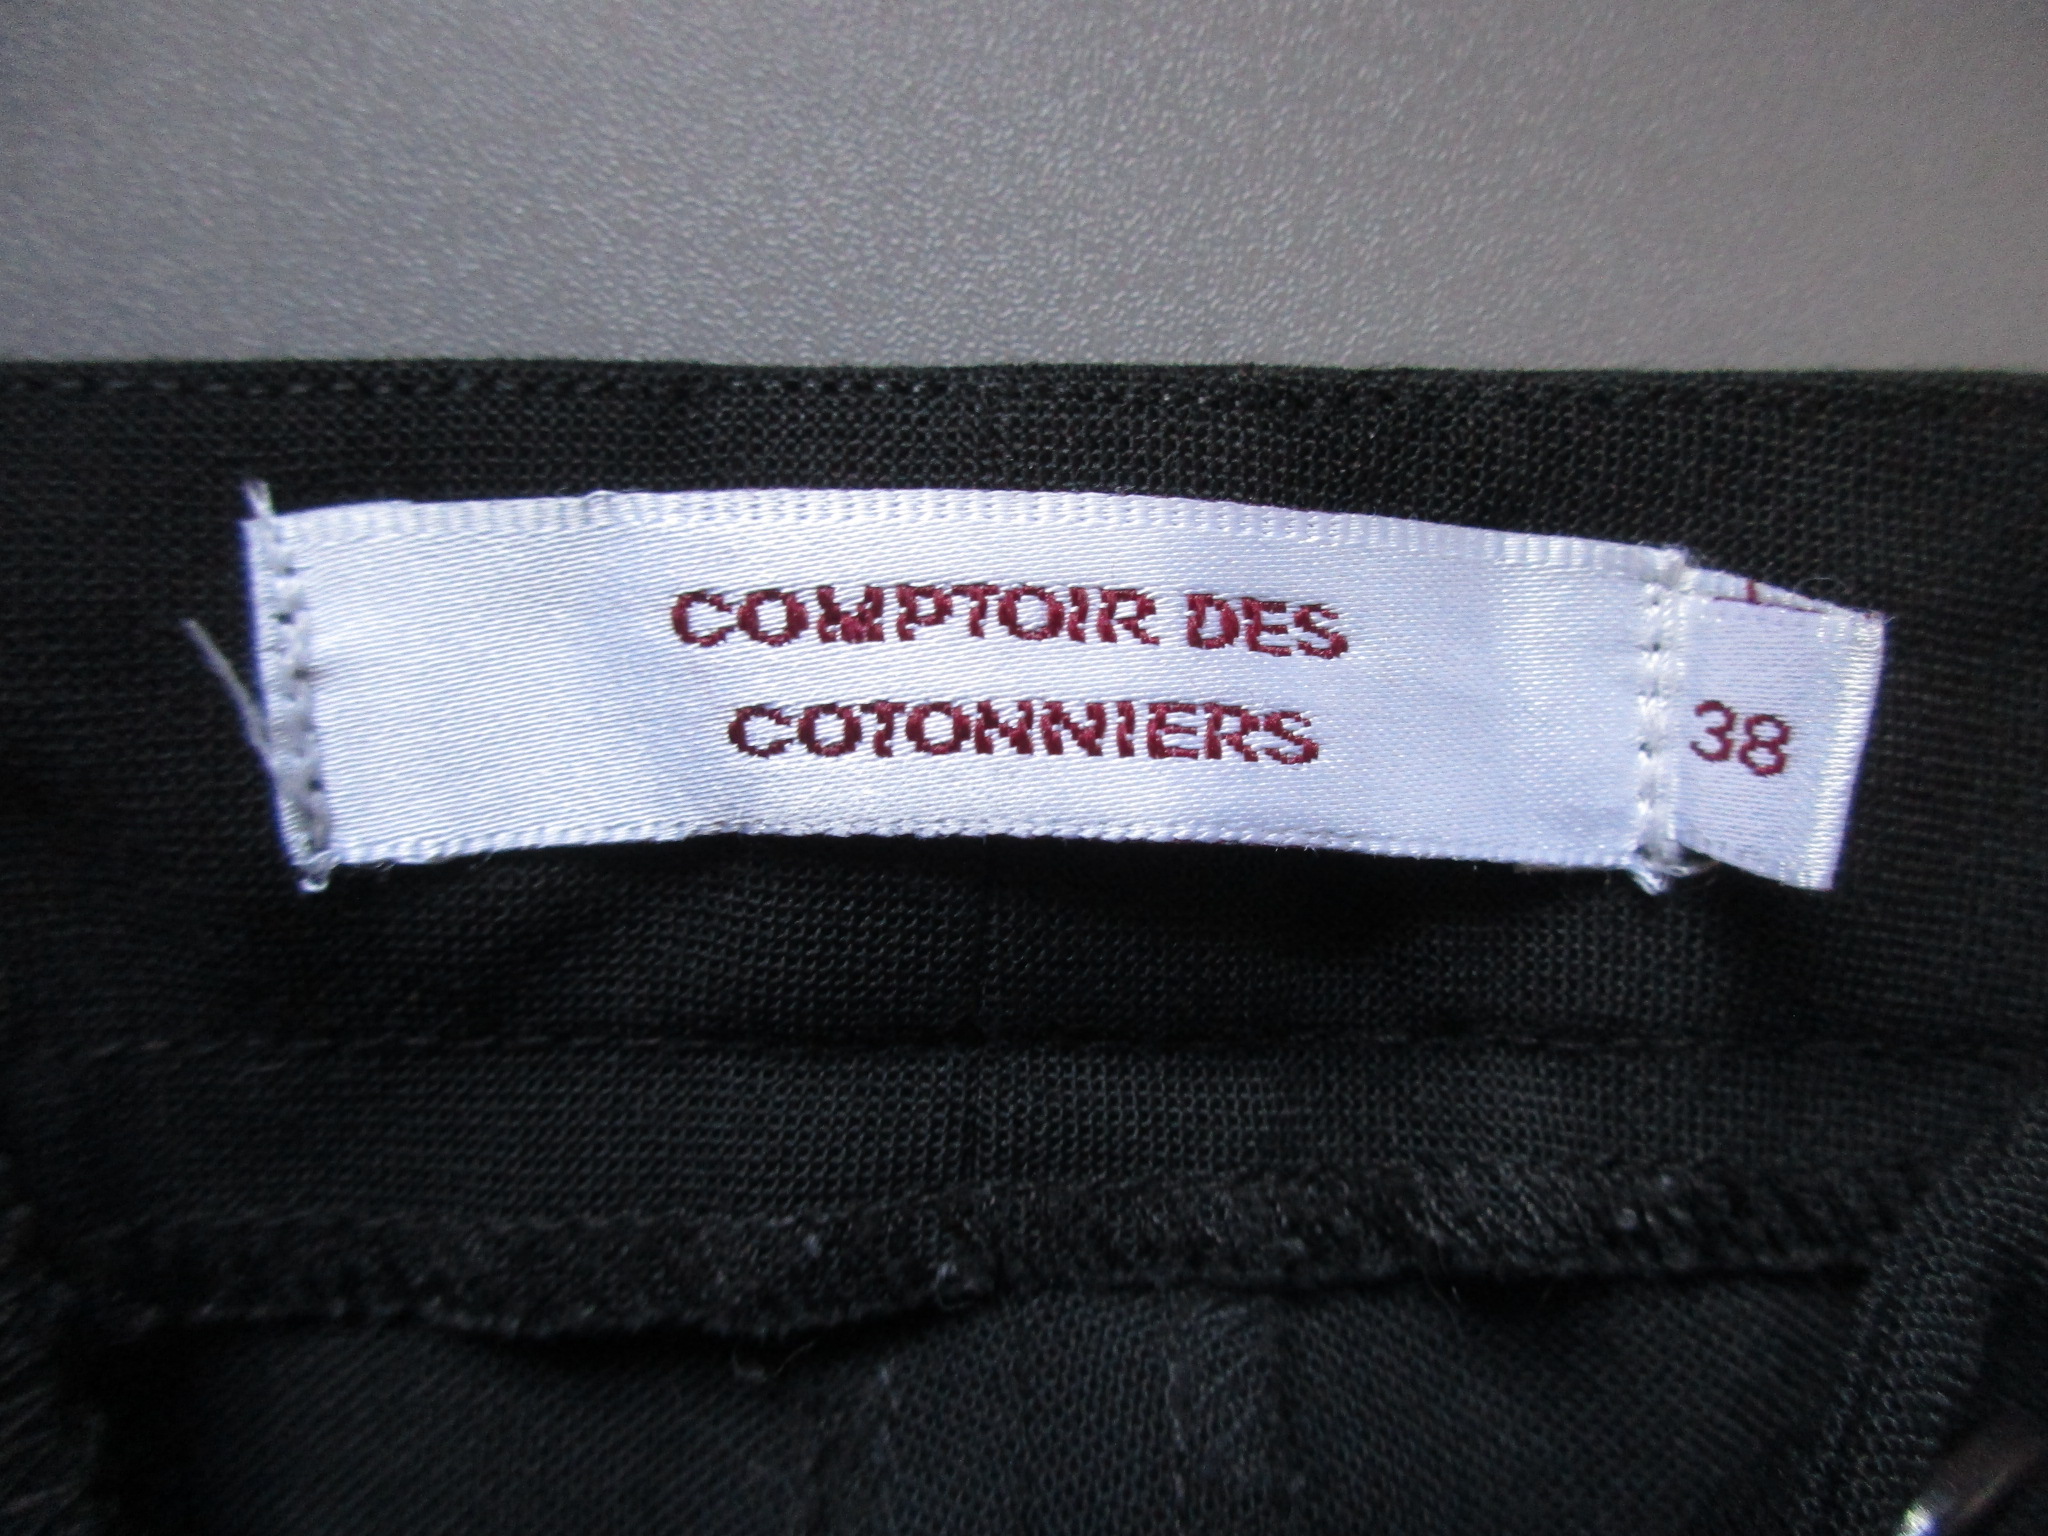 COMPTOIR DES
COTONNIERS
38